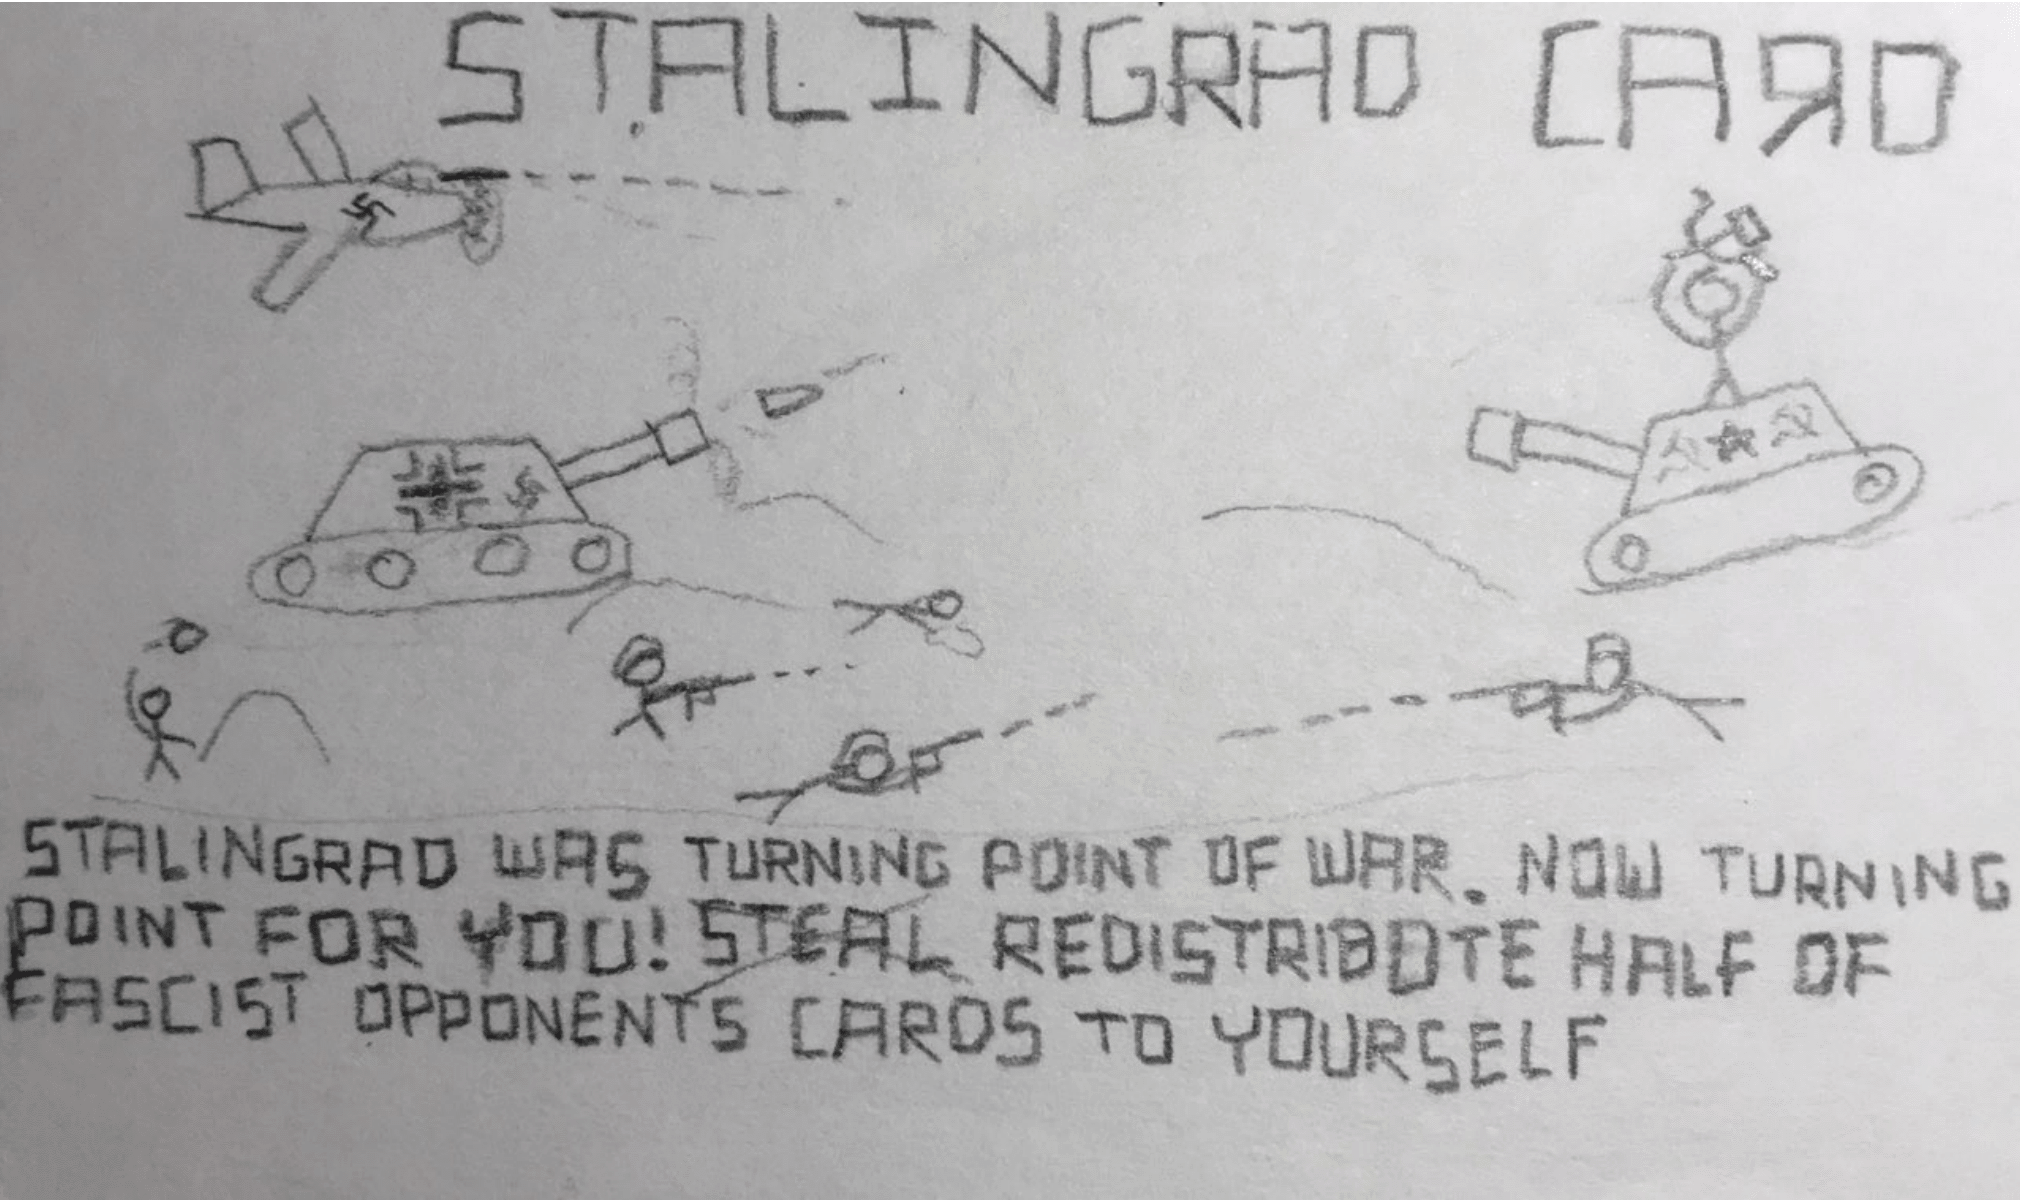 STALINGRAD CAЯD
STALINGRAD WAS TURNING POINT OF WAR. NOW TURNING
POINT FOR YOU! STEAL REDISTRIBUTE HALF OF
FASCIST OPPONENTS CARDS TO YOURSELF